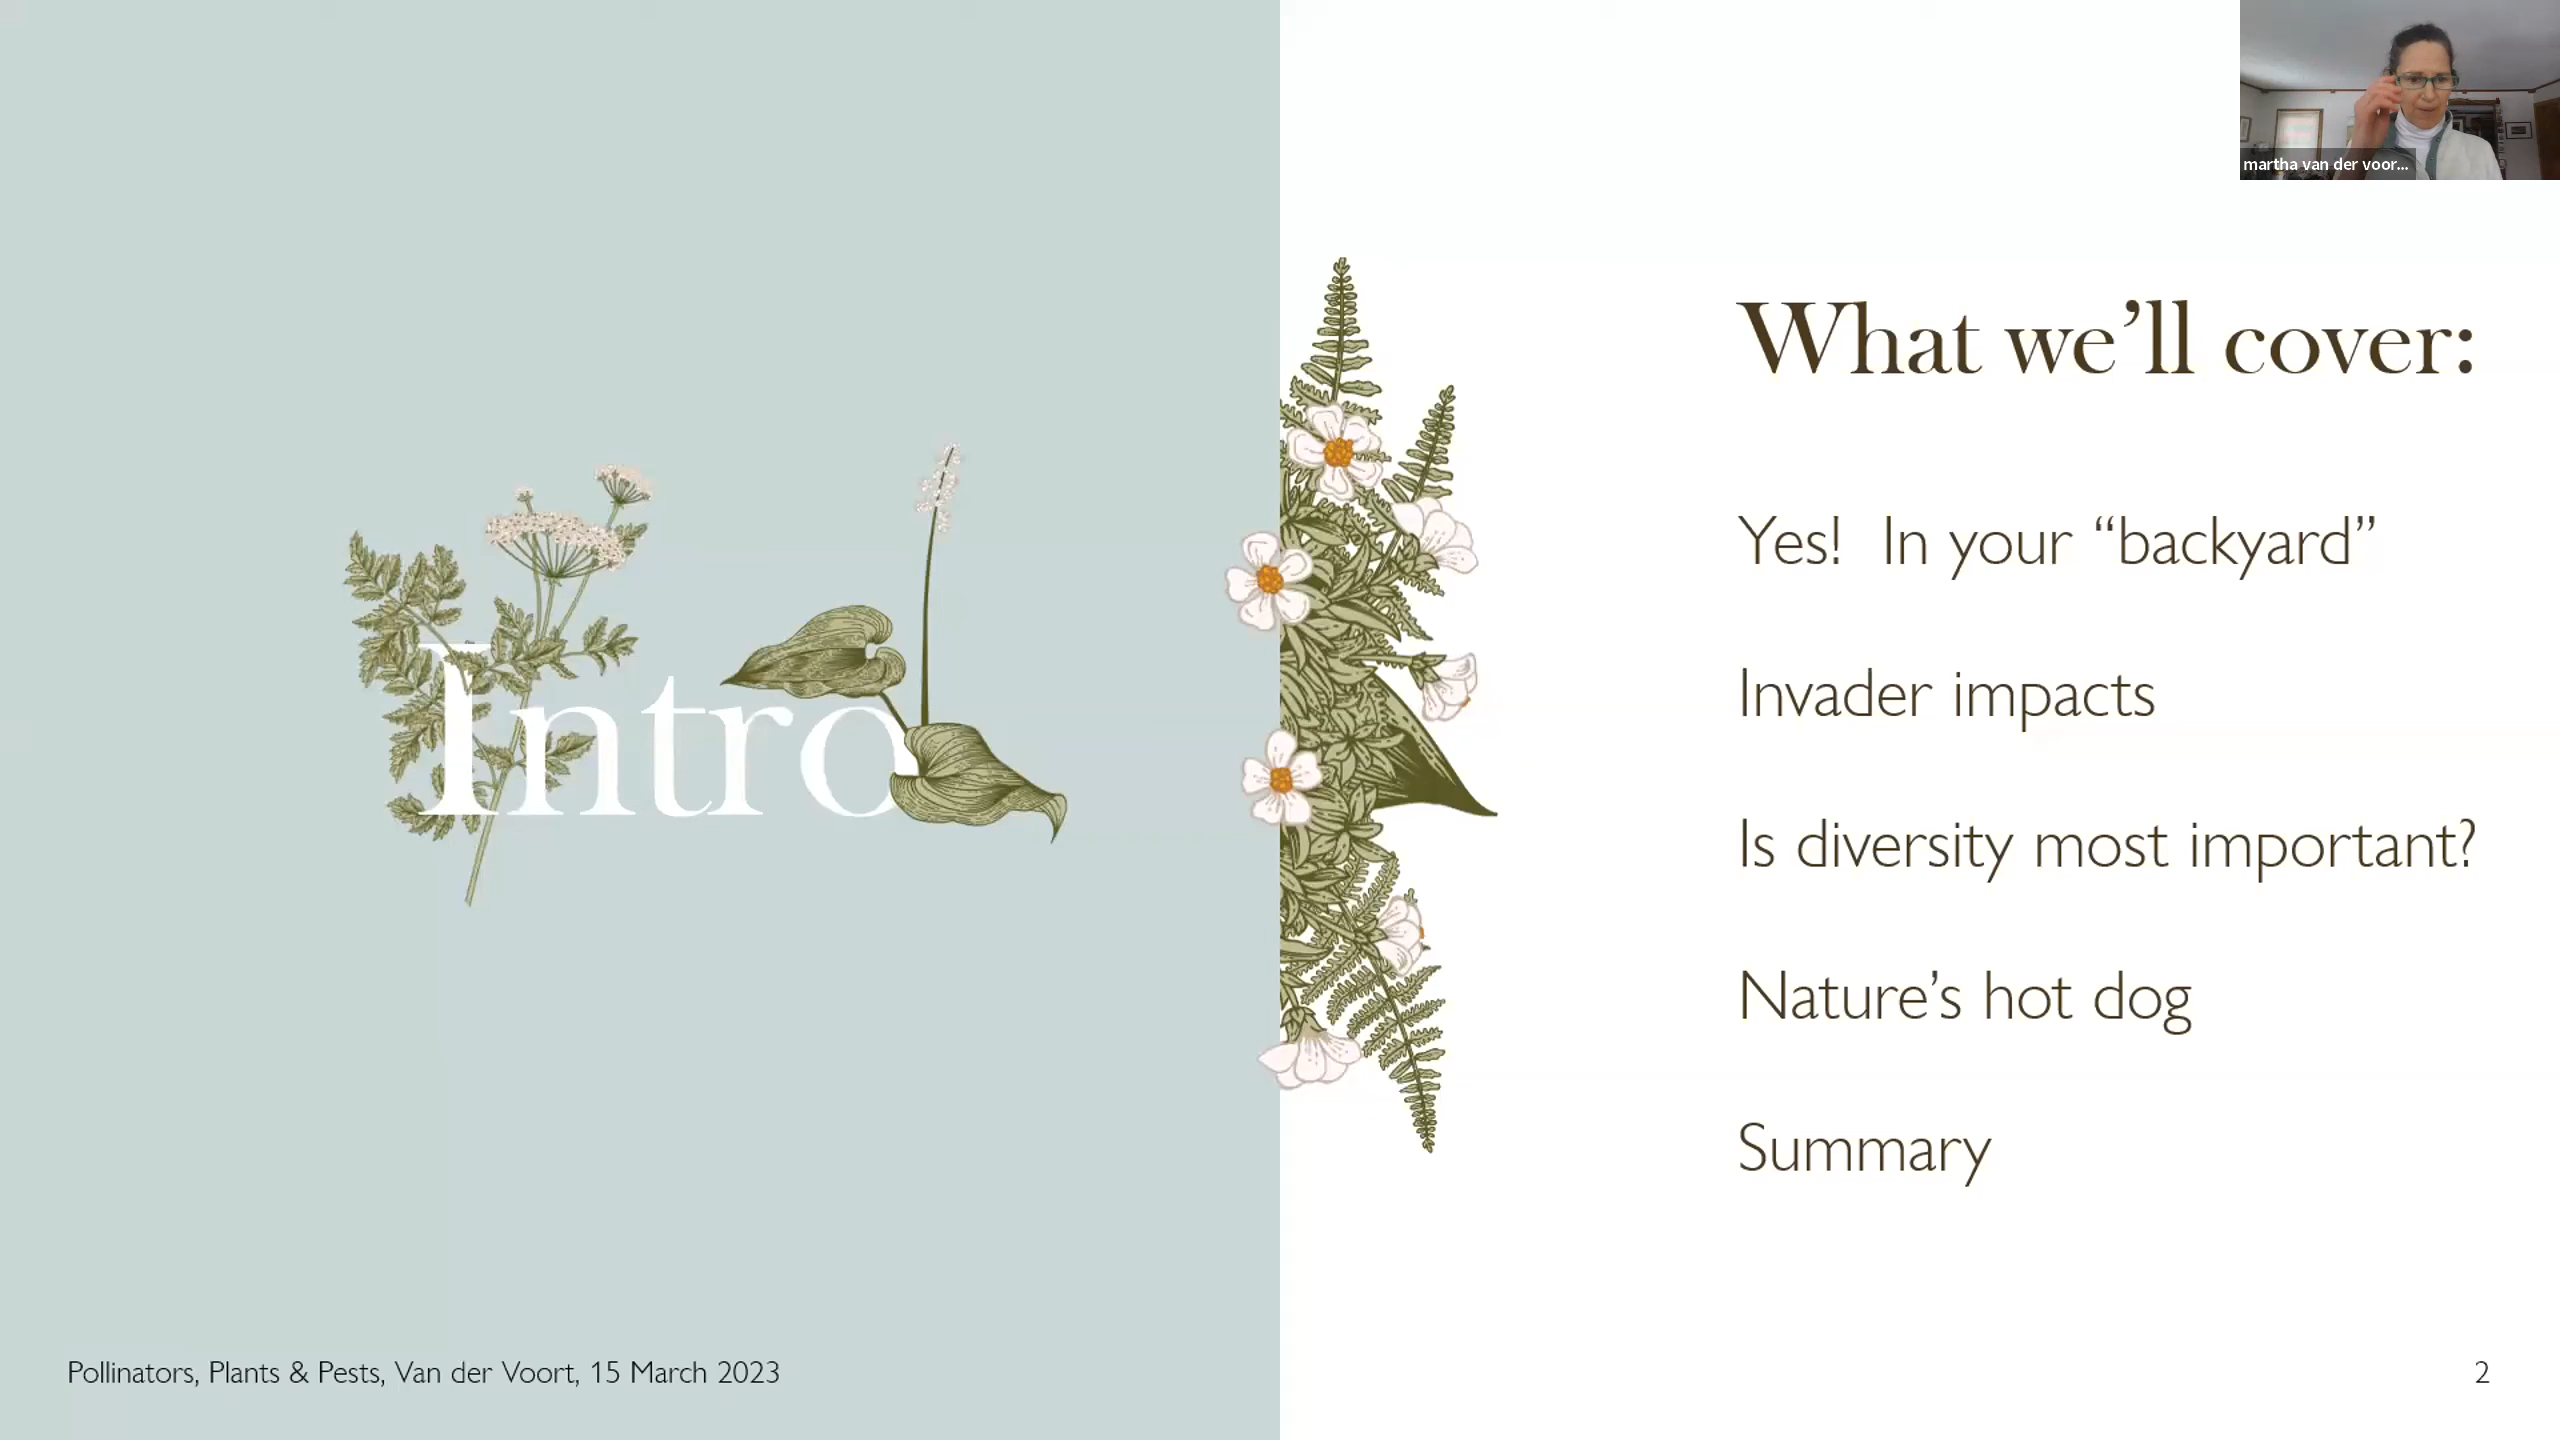 martha van der voor...
Intro
What we’ll cover:
Yes!  In your “backyard”
Invader impacts
Is diversity most important?
Nature’s hot dog
Summary
Pollinators, Plants & Pests, Van der Voort, 15 March 2023
2